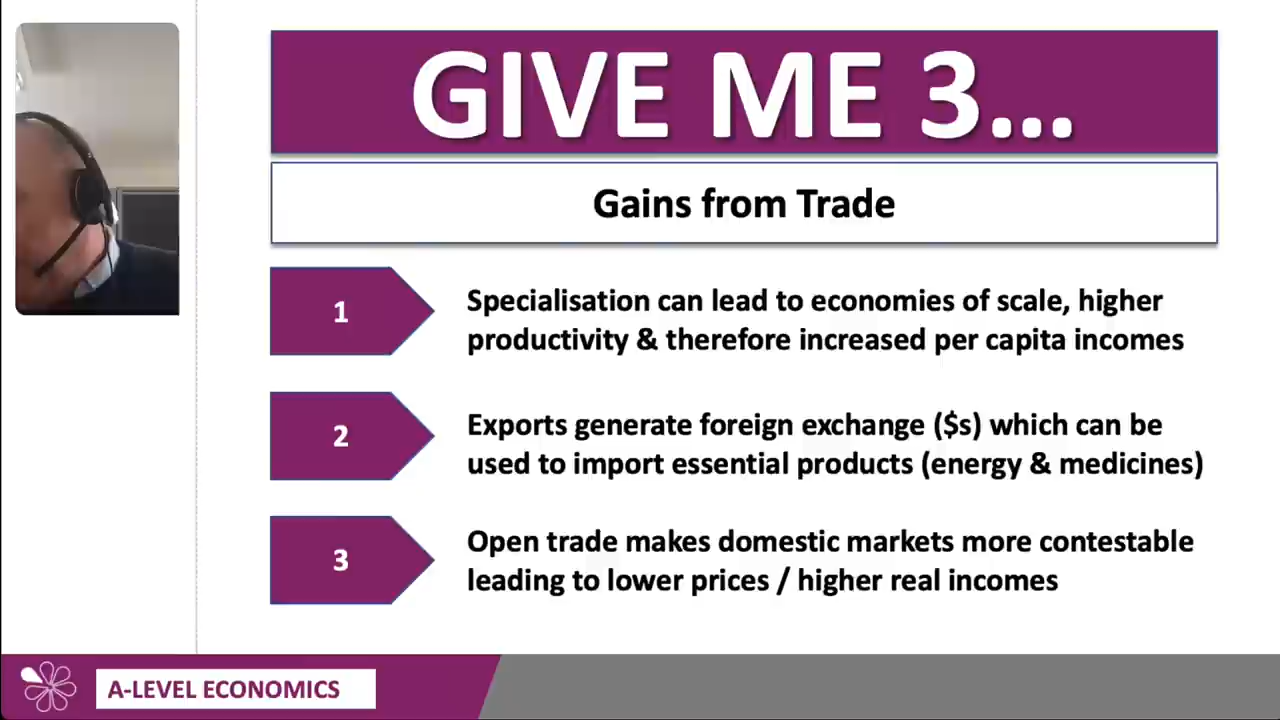 GIVE ME 3...
Gains from Trade
1
Specialisation can lead to economies of scale, higher
productivity & therefore increased per capita incomes
2
Exports generate foreign exchange ($s) which can be
used to import essential products (energy & medicines)
3
Open trade makes domestic markets more contestable
leading to lower prices / higher real incomes
A-LEVEL ECONOMICS